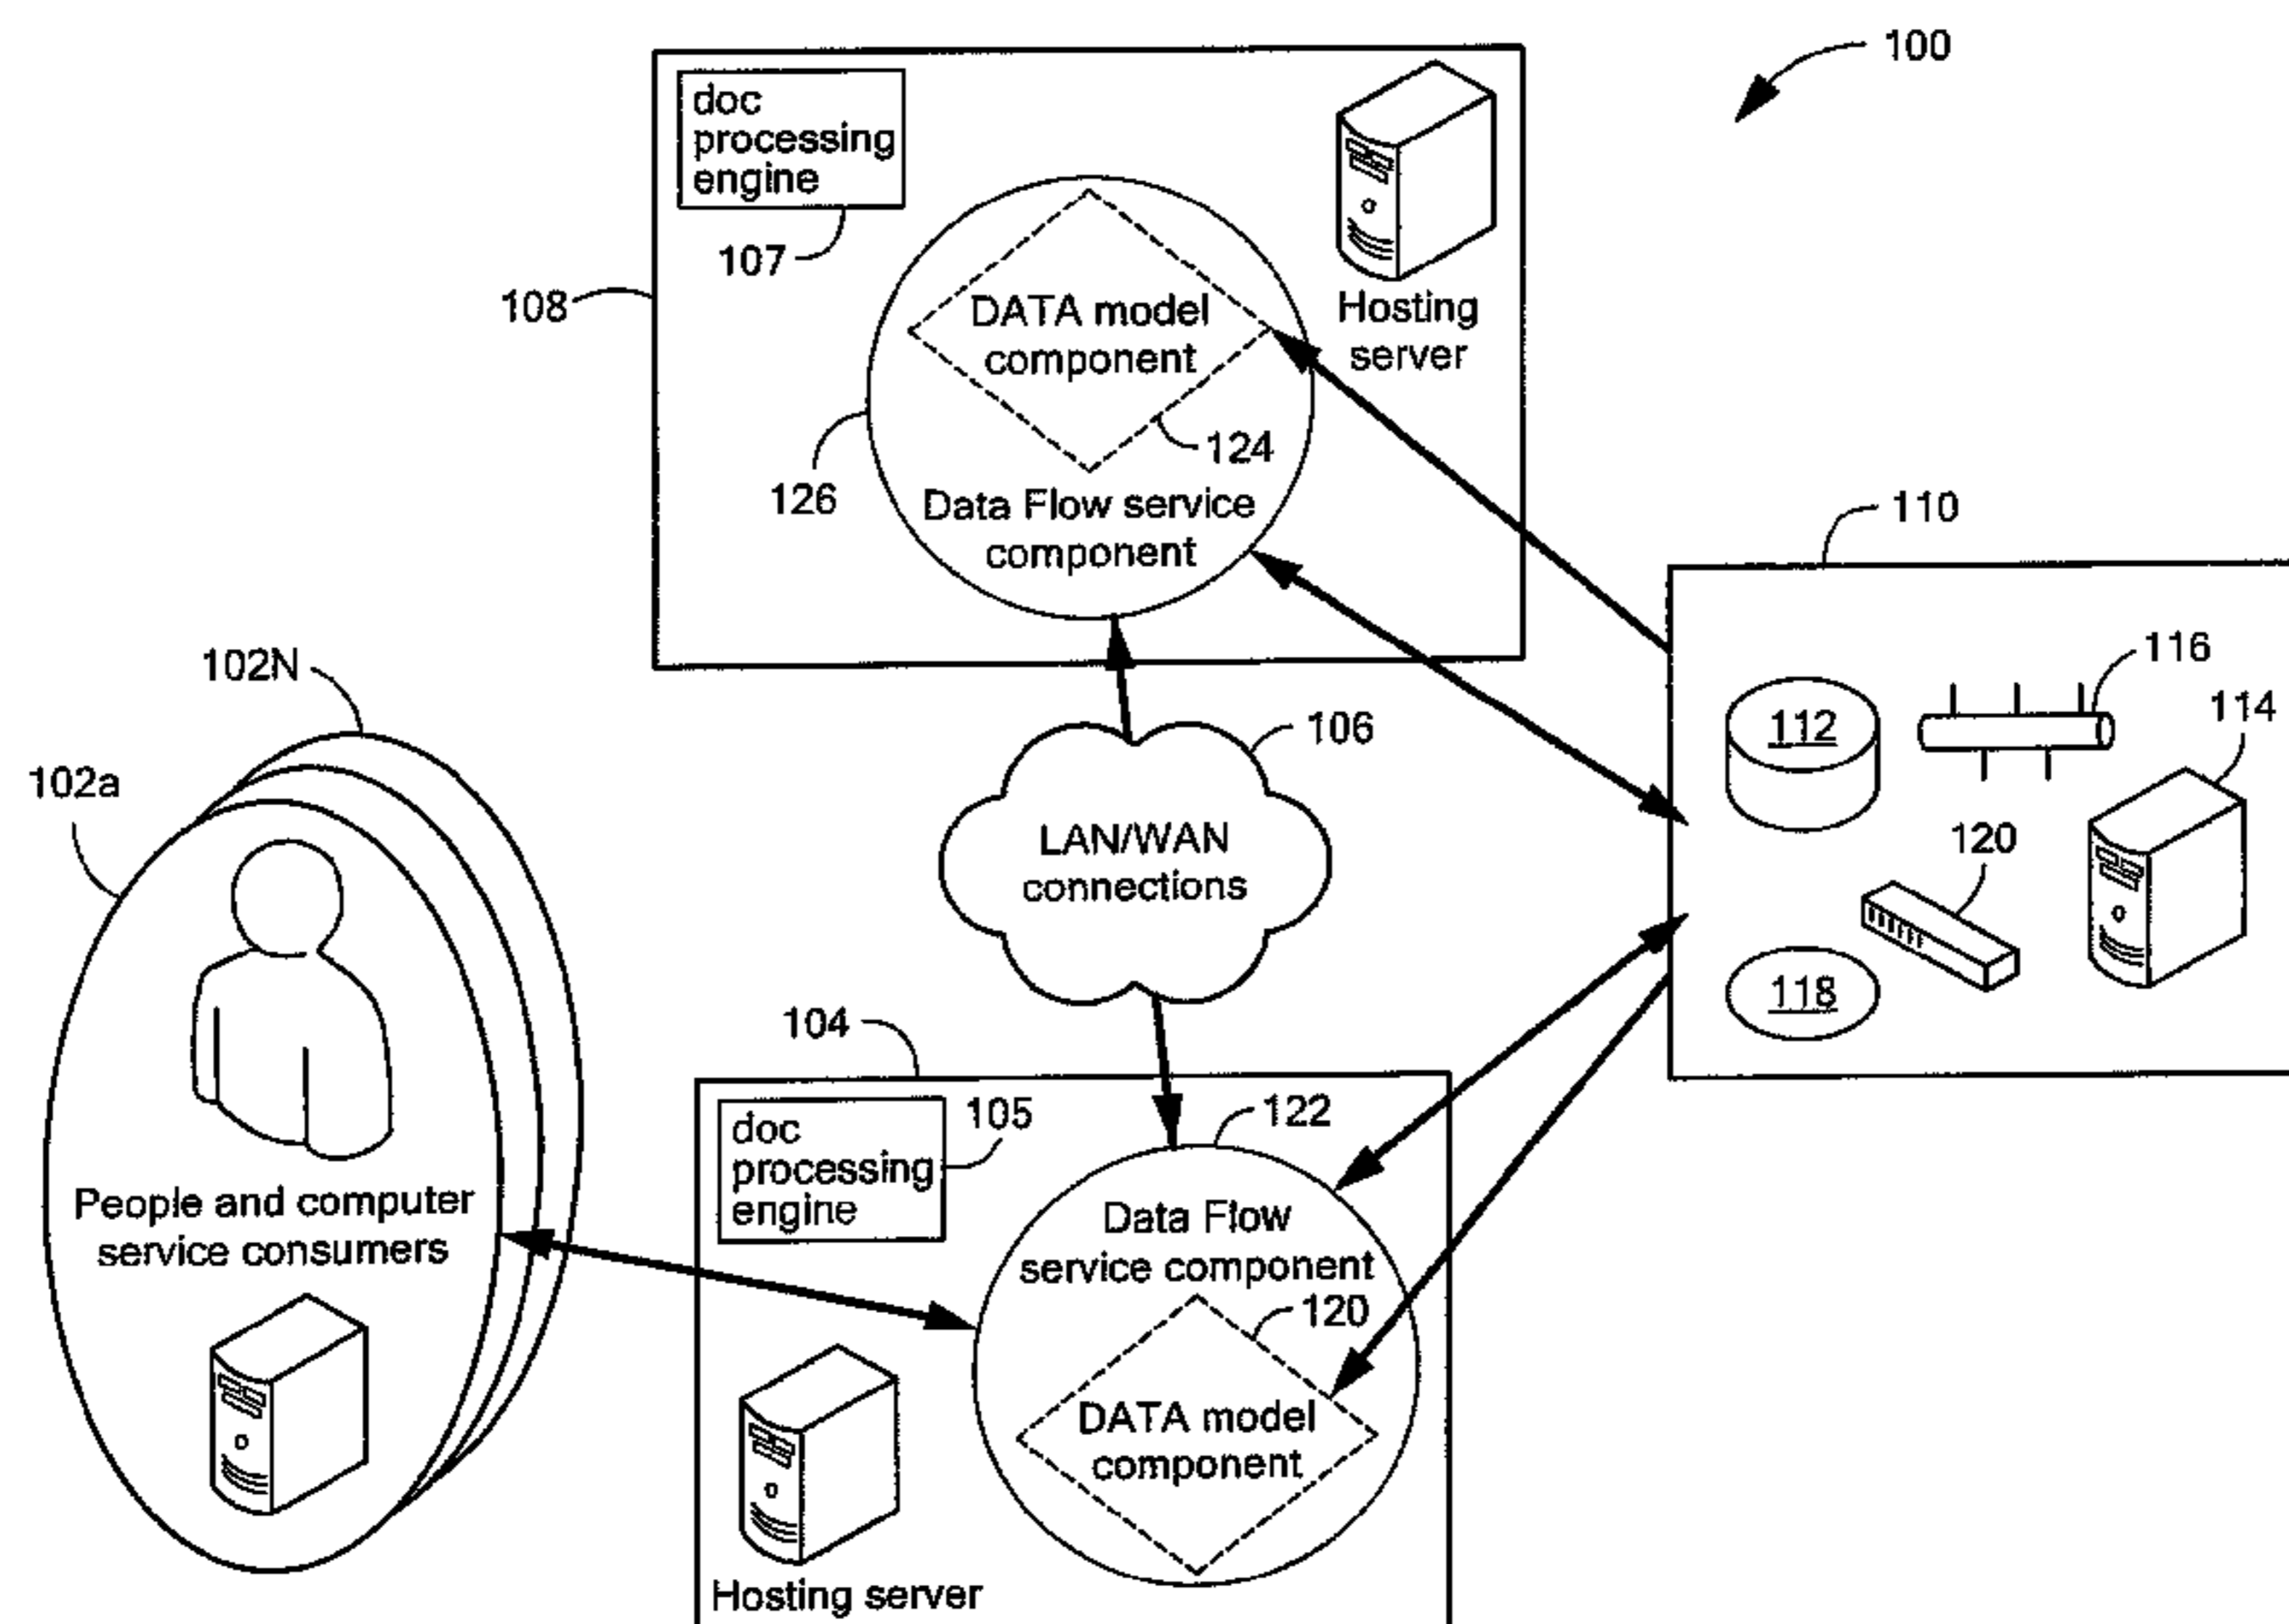 100
doc
processing
engine
107
108
DATA model
component
Hosting
server
124
126
Data Flow service
component
110
116
114
112
120
118
102N
102a
106
LAN/WAN
connections
People and computer
service consumers
104
doc
processing
engine
105
122
Data Flow
service component
120
DATA model
component
Hosting server